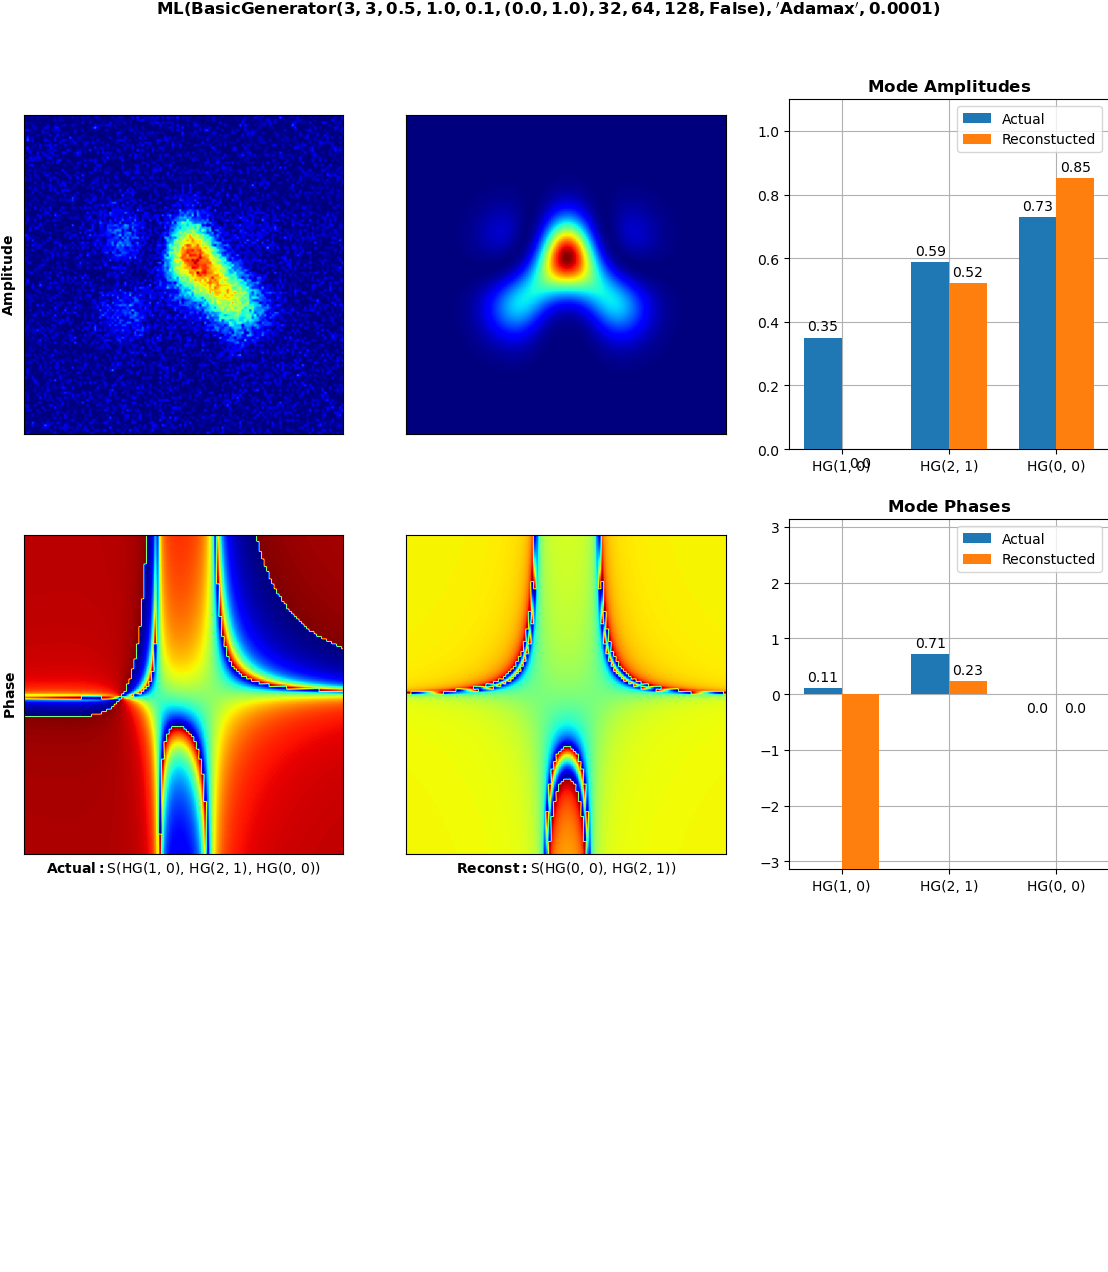 ML(BasicGenerator(3, 3, 0.5, 1.0, 0.1, (0.0, 1.0), 32, 64, 128, False), ′Adamax′, 0.0001)
Amplitude
Mode Amplitudes
Actual
Reconstucted
1.0
0.8
0.6
0.4
0.2
0.0
0.35
0.0
0.59
0.52
0.73
0.85
HG(1, 0)
HG(2, 1)
HG(0, 0)
Phase
Actual: S(HG(1, 0), HG(2, 1), HG(0, 0))
Reconst: S(HG(0, 0), HG(2, 1))
Mode Phases
Actual
Reconstucted
3
2
1
0
−1
−2
−3
0.11
0.71
0.23
0.0
0.0
HG(1, 0)
HG(2, 1)
HG(0, 0)